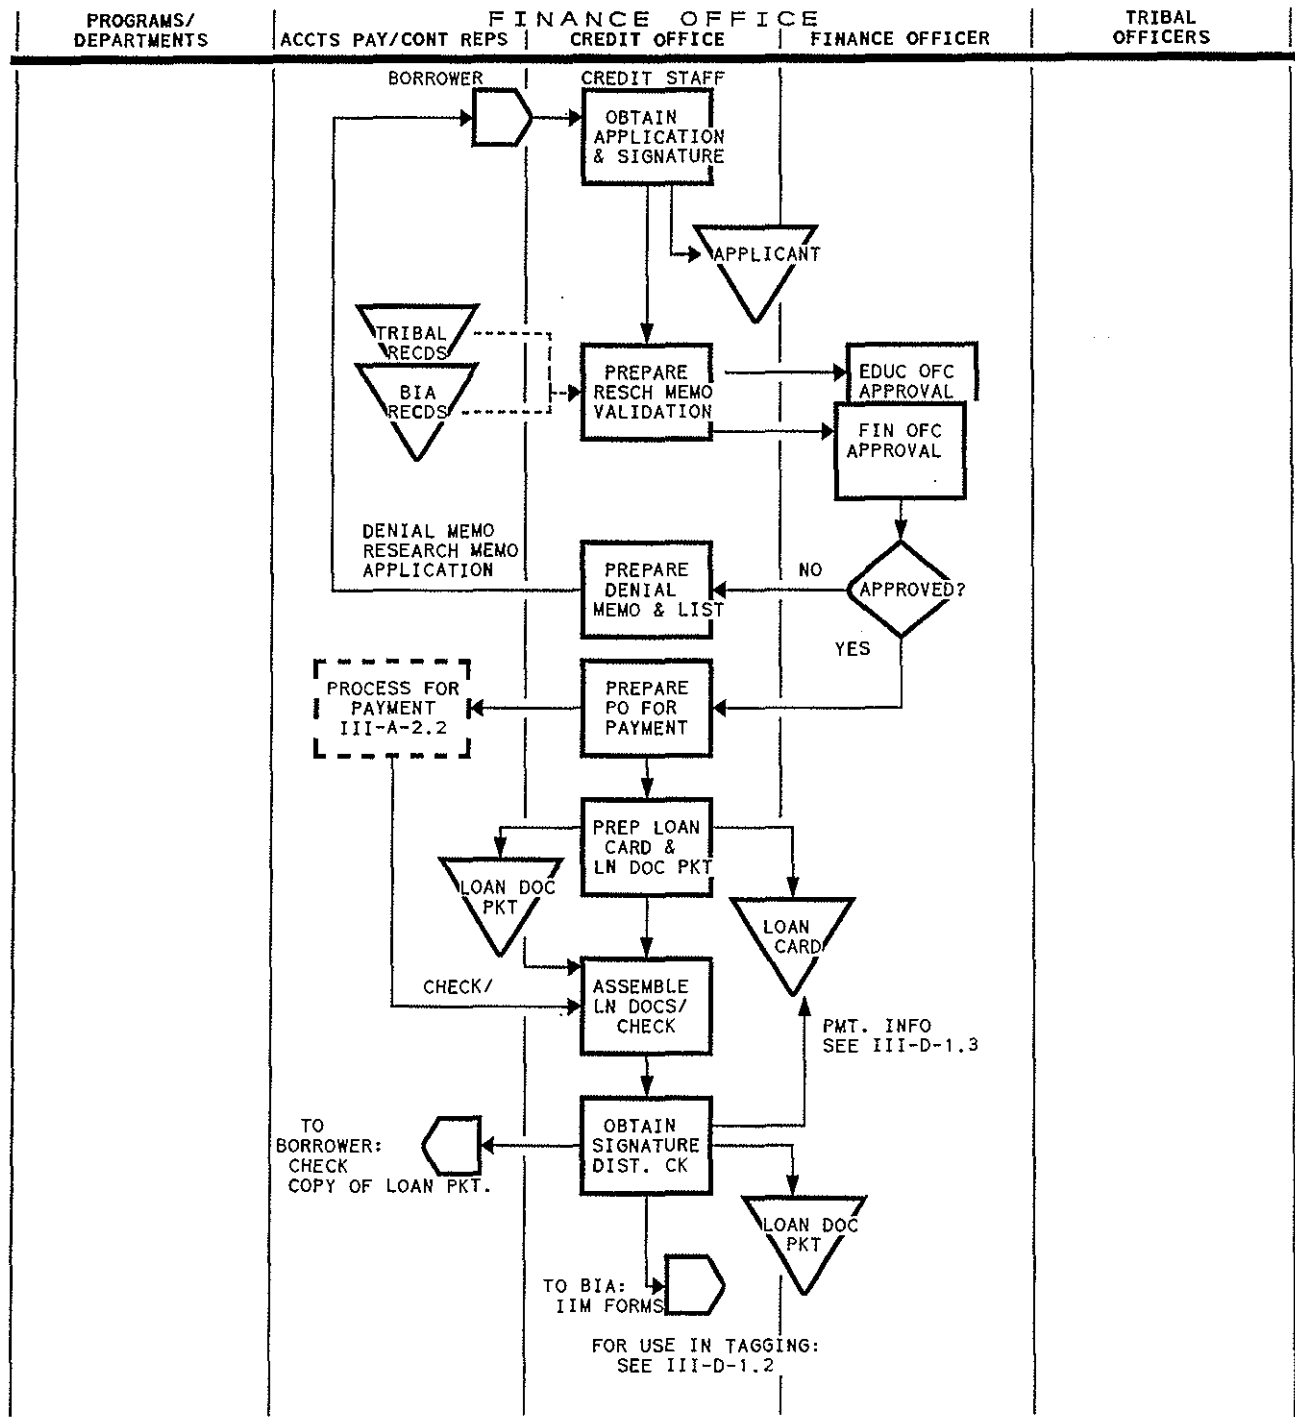 FINANCE OFFICE
PROGRAMS/
DEPARTMENTS
ACCTS PAY/CONT REPS
CREDIT OFFICE
FINANCE OFFICER
TRIBAL
OFFICERS
BORROWER
CREDIT STAFF
OBTAIN
APPLICATION
& SIGNATURE
APPLICANT
TRIBAL
RECDS
BIA
RECDS
PREPARE
RESCH MEMO
VALIDATION
EDUC OFC
APPROVAL
FIN OFC
APPROVAL
DENIAL MEMO
RESEARCH MEMO
APPLICATION
PREPARE
DENIAL
MEMO & LIST
NO
APPROVED?
YES
PROCESS FOR
PAYMENT
III-A-2.2
PREPARE
PO FOR
PAYMENT
PREP LOAN
CARD &
LN DOC PKT
LOAN DOC
PKT
LOAN
CARD
CHECK/
ASSEMBLE
LN DOCS/
CHECK
PMT. INFO
SEE III-D-1.3
TO
BORROWER:
CHECK
COPY OF LOAN PKT.
OBTAIN
SIGNATURE
DIST. CK
LOAN DOC
PKT
TO BIA:
IIM FORMS
FOR USE IN TAGGING:
SEE III-D-1.2